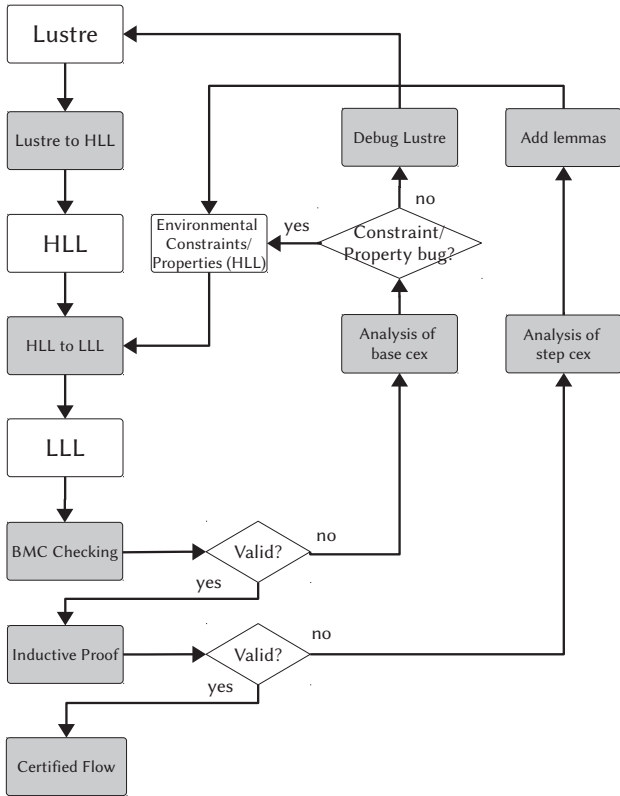 Lustre
Lustre to HLL
Debug Lustre
Add lemmas
no
HLL
Environmental
Constraints/
Properties (HLL)
yes
Constraint/
Property bug?
HLL to LLL
Analysis of
base cex
Analysis of
step cex
LLL
BMC Checking
Valid?
no
yes
Inductive Proof
Valid?
no
yes
Certified Flow